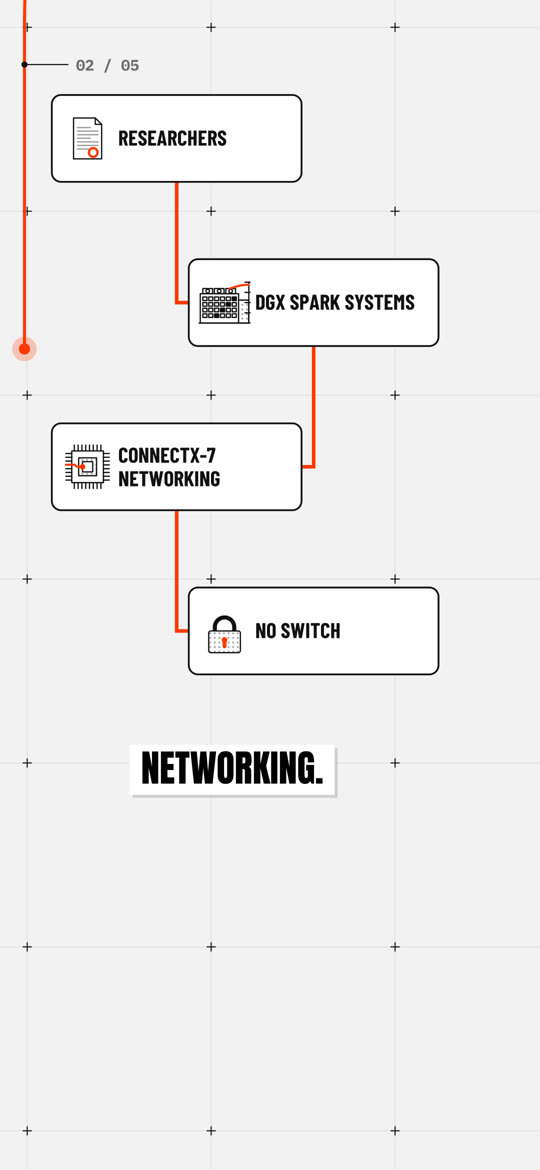 02 / 05
RESEARCHERS
DGX SPARK SYSTEMS
CONNECTX-7
NETWORKING
NO SWITCH
NETWORKING.